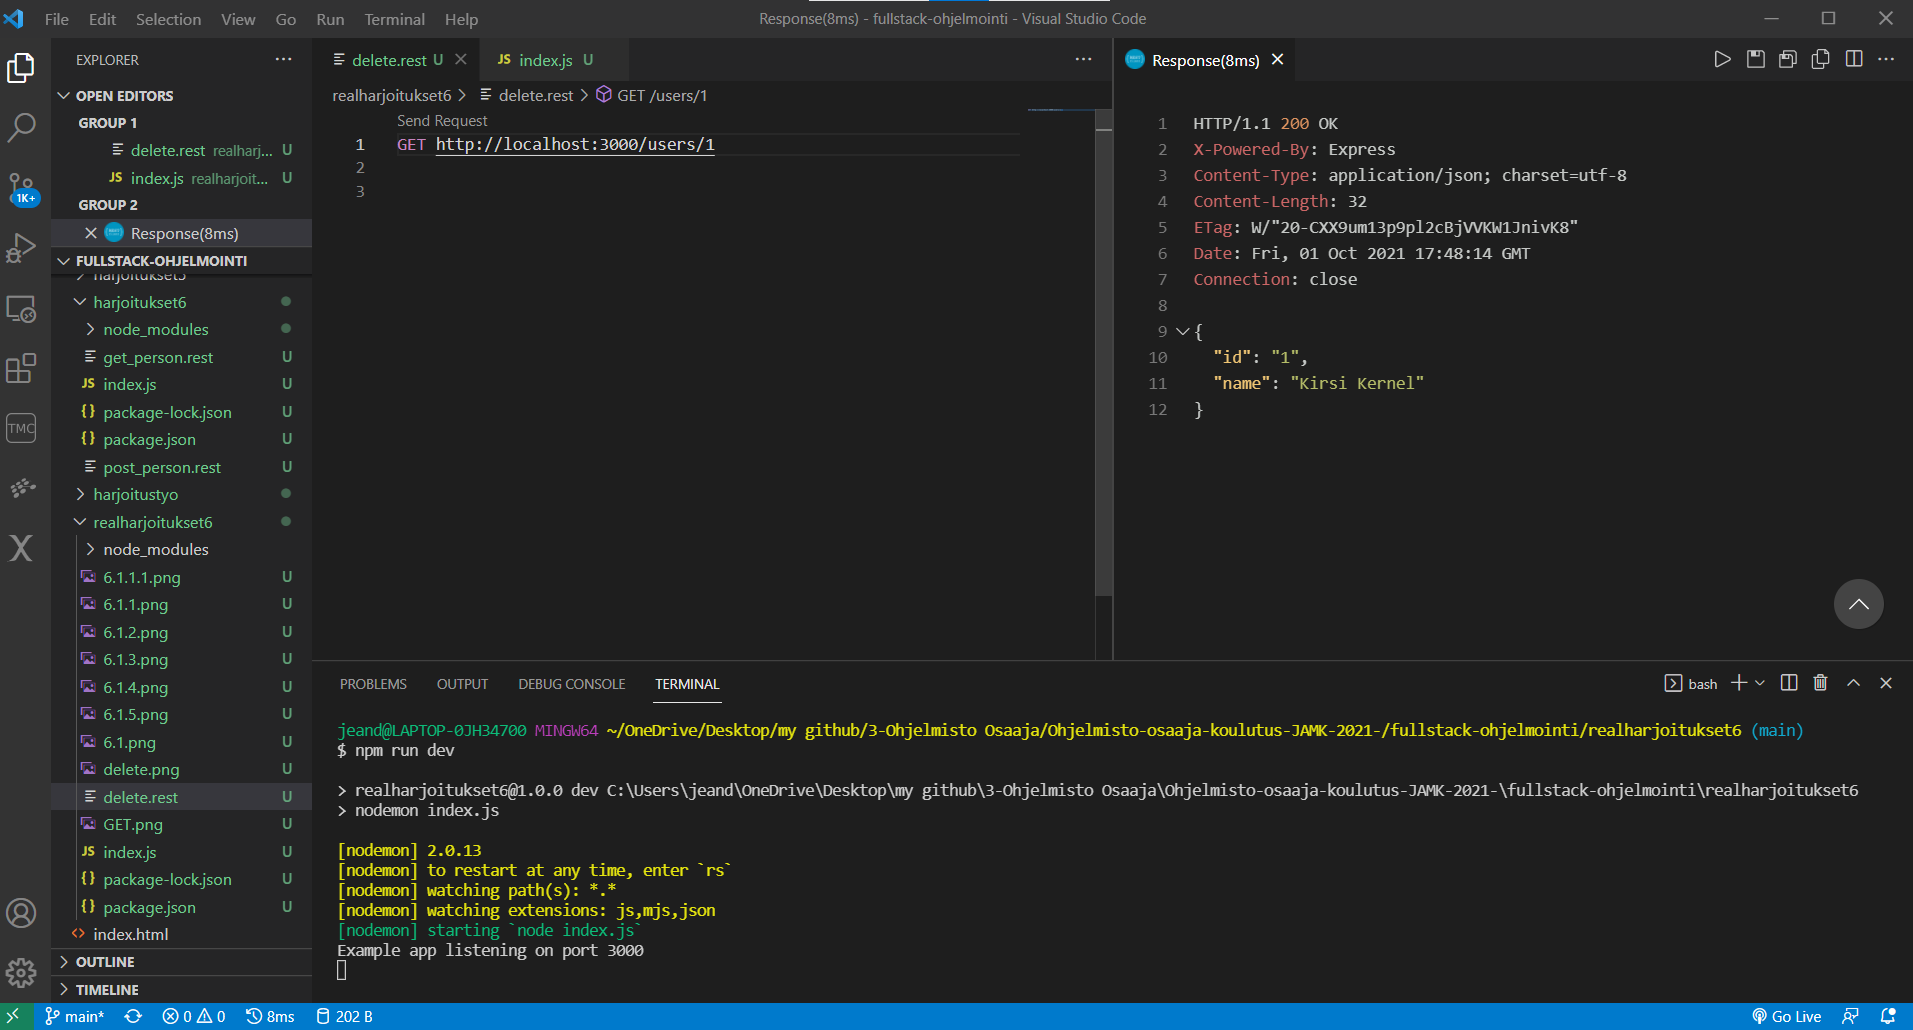 File Edit Selection View Go Run Terminal Help
Response(8ms) - fullstack-ohjelmointi - Visual Studio Code
EXPLORER
OPEN EDITORS
GROUP 1
delete.rest realharj... U
index.js realharjoit... U
GROUP 2
Response(8ms)
FULLSTACK-OHJELMOINTI
harjoitukset5
harjoitukset6
node_modules
get_person.rest U
index.js U
package-lock.json U
package.json U
post_person.rest U
harjoitustyo
realharjoitukset6
node_modules
6.1.1.1.png U
6.1.1.png U
6.1.2.png U
6.1.3.png U
6.1.4.png U
6.1.5.png U
6.1.png U
delete.png U
delete.rest U
GET.png U
JS index.js U
package-lock.json U
package.json U
index.html
OUTLINE
TIMELINE
1K+
TMC
delete.rest U
JS index.js U
realharjoitukset6 > delete.rest > GET /users/1
Send Request
1 GET http://localhost:3000/users/1
2
3
Response(8ms)
1 HTTP/1.1 200 OK
2 X-Powered-By: Express
3 Content-Type: application/json; charset=utf-8
4 Content-Length: 32
5 ETag: W/"20-CXX9um13p9pl2cBjVVKW1JnivK8"
6 Date: Fri, 01 Oct 2021 17:48:14 GMT
7 Connection: close
8
9 {
10 "id": "1",
11 "name": "Kirsi Kernel"
12 }
PROBLEMS OUTPUT DEBUG CONSOLE TERMINAL
bash
jeand@LAPTOP-0JH34700 MINGW64 ~/OneDrive/Desktop/my github/3-Ohjelmisto Osaaja/Ohjelmisto-osaaja-koulutus-JAMK-2021-/fullstack-ohjelmointi/realharjoitukset6 (main)
$ npm run dev
> realharjoitukset6@1.0.0 dev C:\Users\jeand\OneDrive\Desktop\my github\3-Ohjelmisto Osaaja\Ohjelmisto-osaaja-koulutus-JAMK-2021-\fullstack-ohjelmointi\realharjoitukset6
> nodemon index.js
[nodemon] 2.0.13
[nodemon] to restart at any time, enter `rs`
[nodemon] watching path(s): *.*
[nodemon] watching extensions: js,mjs,json
[nodemon] starting `node index.js`
Example app listening on port 3000
main* 0 0 8ms 202 B
Go Live